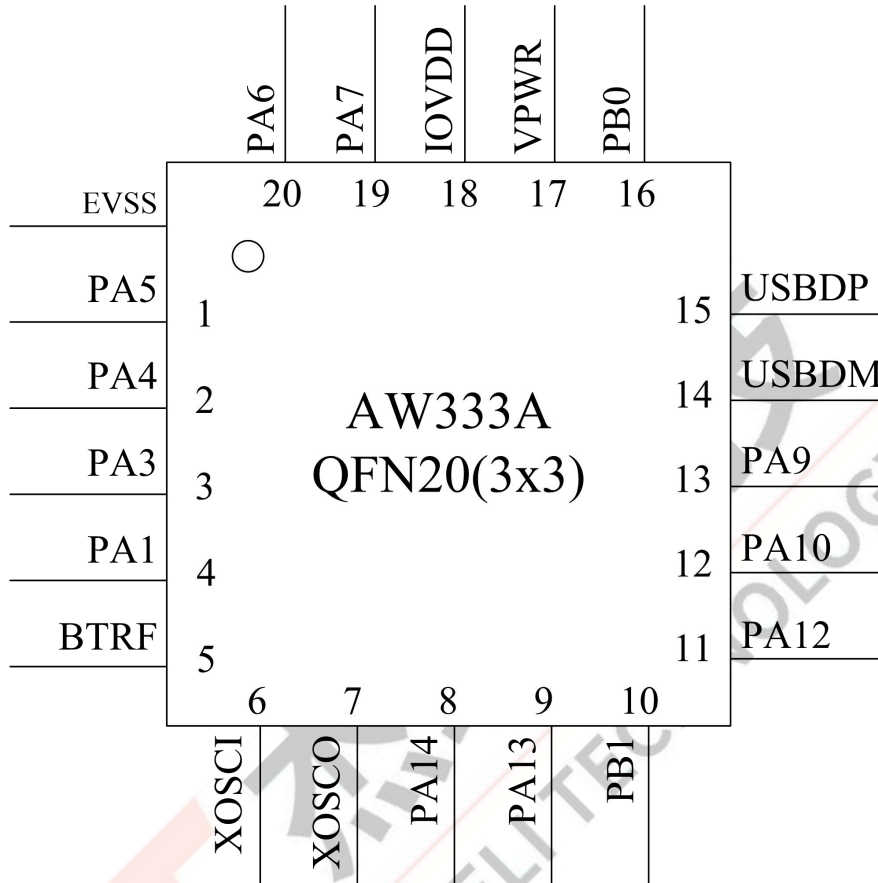 PA6
PA7
IOVDD
VPWR
PB0
20 19 18 17 16
EVSS
PA5
1
PA4
2
PA3
3
PA1
4
BTRF
5
AW333A
QFN20(3x3)
15
USBDP
14
USBDM
13
PA9
12
PA10
11
PA12
6 7 8 9 10
XOSCI
XOSCO
PA14
PA13
PB1